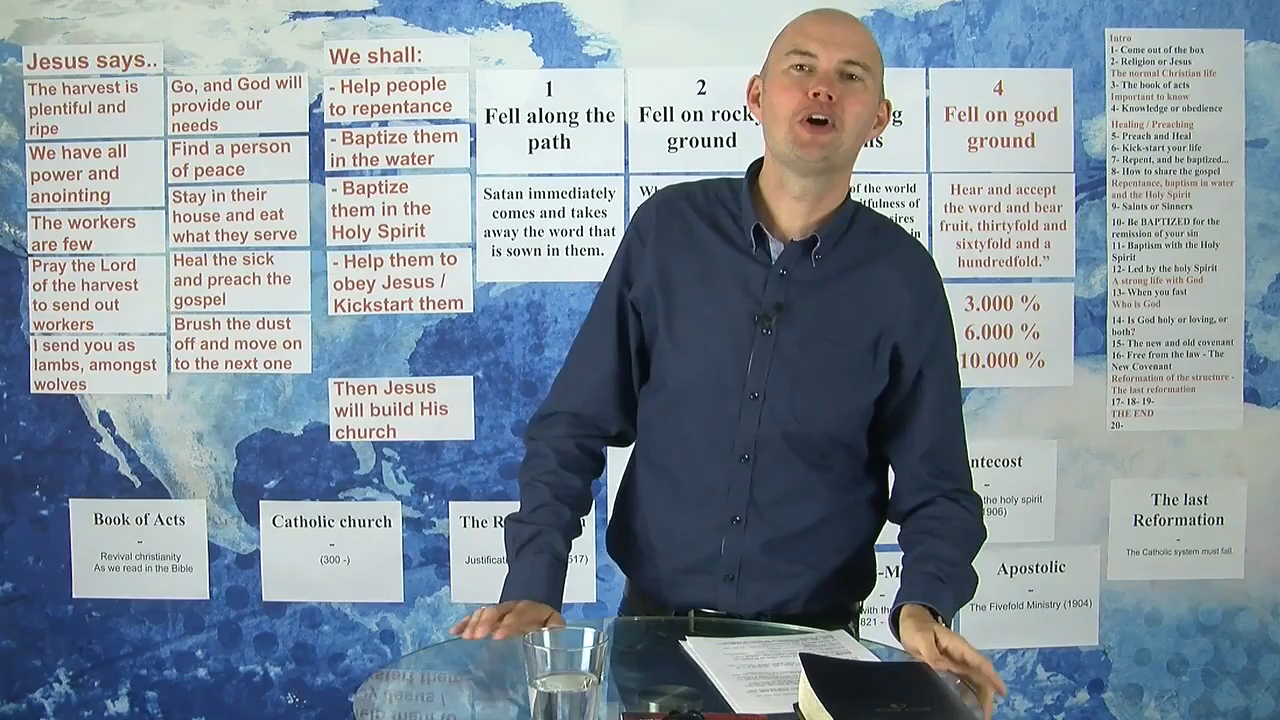 Jesus says..
The harvest is
plentiful and
ripe
We have all
power and
anointing
The workers
are few
Pray the Lord
of the harvest
to send out
workers
I send you as
lambs, amongst
wolves
Go, and God will
provide our
needs
Find a person
of peace
Stay in their
house and eat
what they serve
Heal the sick
and preach the
gospel
Brush the dust
off and move on
to the next one
We shall:
- Help people
to repentance
- Baptize them
in the water
- Baptize
them in the
Holy Spirit
- Help them to
obey Jesus /
Kickstart them
Then Jesus
will build His
church
1
Fell along the
path
Satan immediately
comes and takes
away the word that
is sown in them.
2
Fell on rocky
ground
of the world
4
Fell on good
ground
Hear and accept
the word and bear
fruit, thirtyfold and
sixtyfold and a
hundredfold.”
3.000 %
6.000 %
10.000 %
Intro
1- Come out of the box
2- Religion or Jesus
The normal Christian life
3- The book of acts
Important to know
4- Knowledge or obedience
Healing / Preaching
5- Preach and Heal
6- Kick-start your life
7- Repent, and be baptized...
8- How to share the gospel
Repentance, baptism in water
and the Holy Spirit
9- Saints or Sinners
10- Be BAPTIZED for the
remission of your sin
11- Baptism with the Holy
Spirit
12- Led by the holy Spirit
A strong life with God
13- When you fast
Who is God
14- Is God holy or loving, or
both?
15- The new and old covenant
16- Free from the law - The
New Covenant
Reformation of the structure -
The last reformation
17- 18- 19-
THE END
20-
Book of Acts
-
Revival christianity
As we read in the Bible
Catholic church
-
(300 -)
The R
Justificat
517)
ntecost
-
the holy spirit
1906)
with the
821 -
Apostolic
-
The Fivefold Ministry (1904)
The last
Reformation
-
The Catholic system must fall